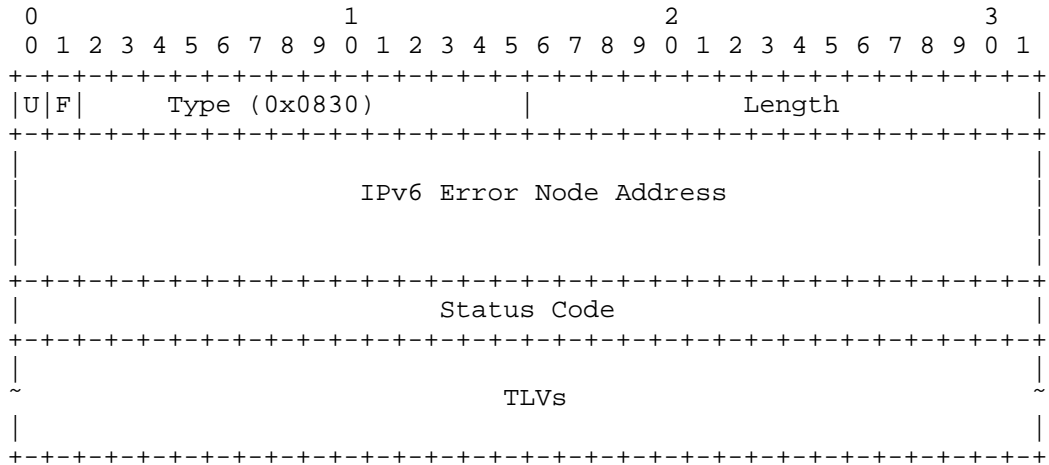 0                   1                   2                   3
 0 1 2 3 4 5 6 7 8 9 0 1 2 3 4 5 6 7 8 9 0 1 2 3 4 5 6 7 8 9 0 1
+-+-+-+-+-+-+-+-+-+-+-+-+-+-+-+-+-+-+-+-+-+-+-+-+-+-+-+-+-+-+-+-+
|U|F|     Type (0x0830)         |             Length            |
+-+-+-+-+-+-+-+-+-+-+-+-+-+-+-+-+-+-+-+-+-+-+-+-+-+-+-+-+-+-+-+-+
|                                                               |
|                     IPv6 Error Node Address                   |
|                                                               |
|                                                               |
+-+-+-+-+-+-+-+-+-+-+-+-+-+-+-+-+-+-+-+-+-+-+-+-+-+-+-+-+-+-+-+-+
|                          Status Code                          |
+-+-+-+-+-+-+-+-+-+-+-+-+-+-+-+-+-+-+-+-+-+-+-+-+-+-+-+-+-+-+-+-+
|                                                               |
~                              TLVs                             ~
|                                                               |
+-+-+-+-+-+-+-+-+-+-+-+-+-+-+-+-+-+-+-+-+-+-+-+-+-+-+-+-+-+-+-+-+